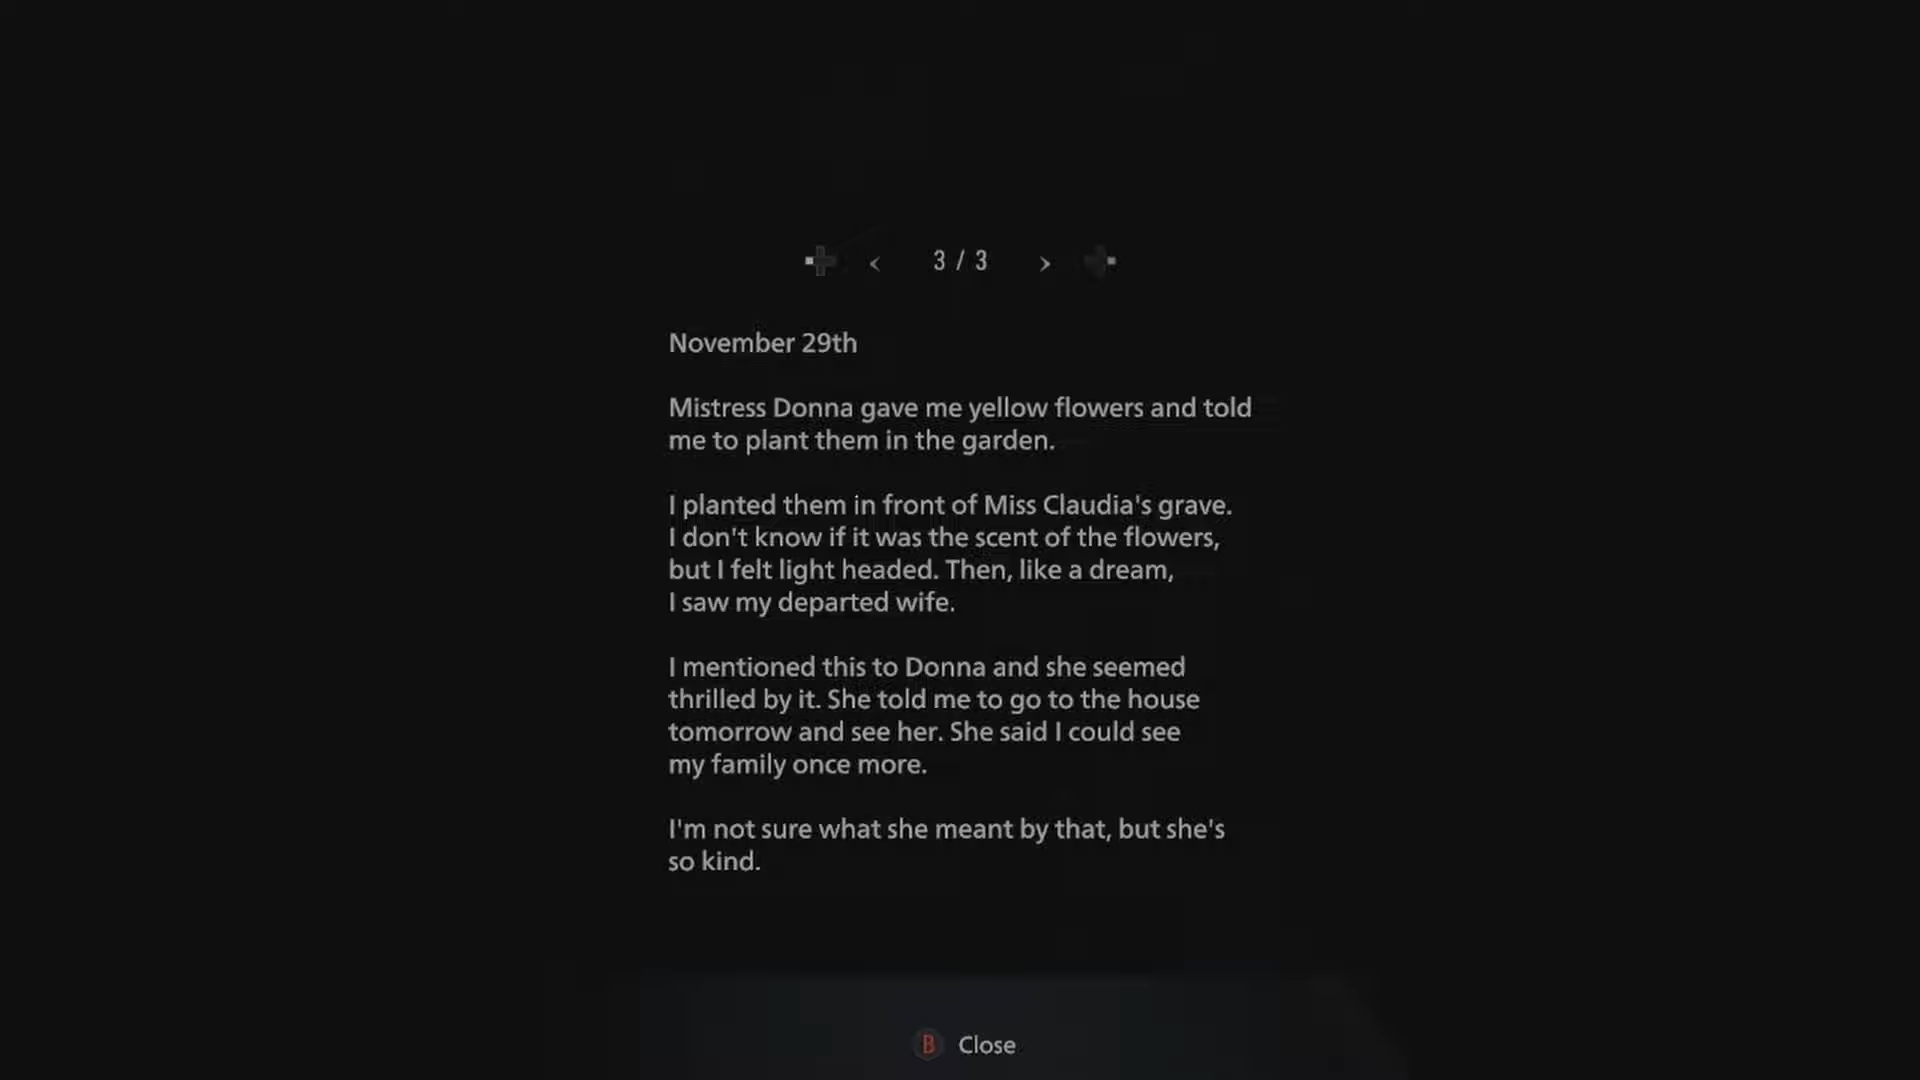 < 3 / 3 >
November 29th
Mistress Donna gave me yellow flowers and told
me to plant them in the garden.
I planted them in front of Miss Claudia's grave.
I don't know if it was the scent of the flowers,
but I felt light headed. Then, like a dream,
I saw my departed wife.
I mentioned this to Donna and she seemed
thrilled by it. She told me to go to the house
tomorrow and see her. She said I could see
my family once more.
I'm not sure what she meant by that, but she's
so kind.
B Close